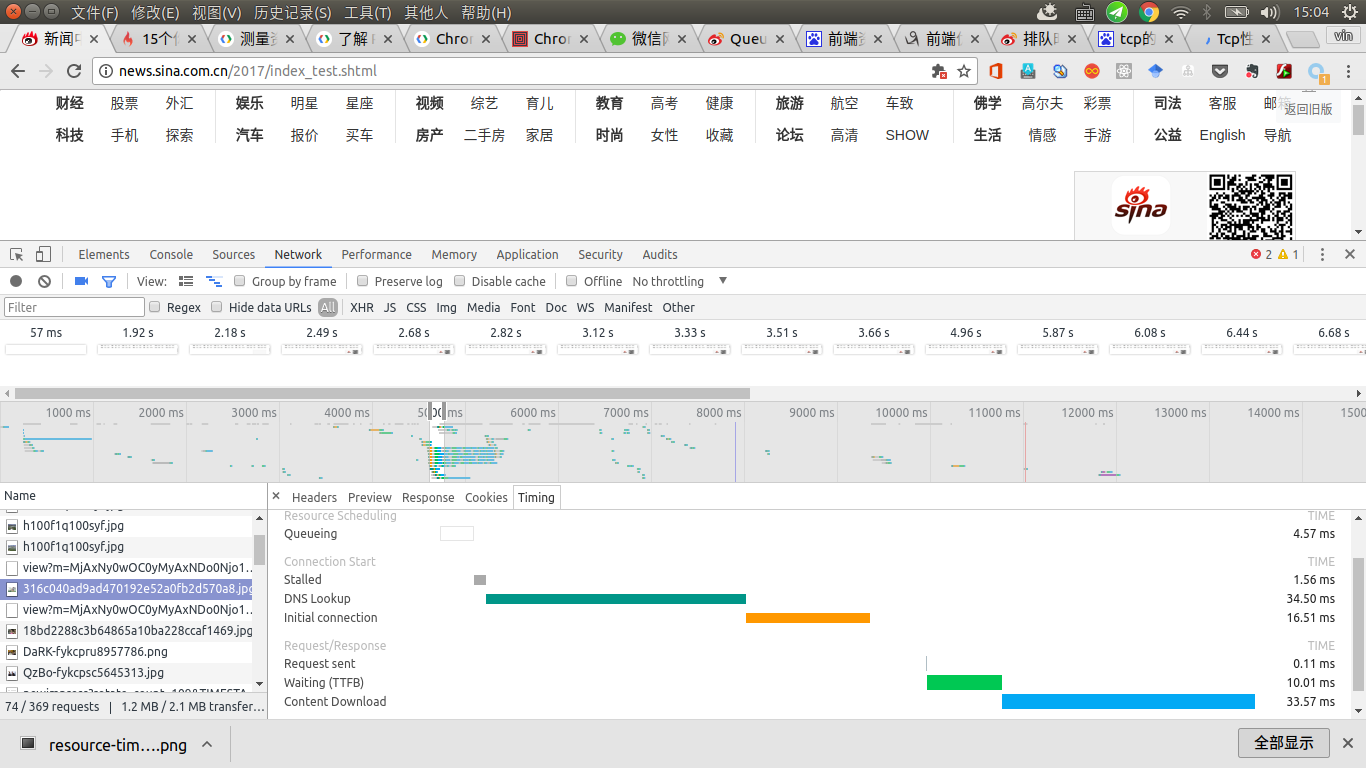 文件(F) 修改(E) 视图(V) 历史记录(S) 工具(T) 其他人 帮助(H) 15:04
新闻中 15个件 测量资 了解 Chrom Chrom 微信网 Queu 前端资 前端优 排队 tcp的 Tcp性 vin
news.sina.com.cn/2017/index_test.shtml 1
财经 股票 外汇 娱乐 明星 星座 视频 综艺 育儿 教育 高考 健康 旅游 航空 车致 佛学 高尔夫 彩票 司法 客服 邮箱
返回旧版
科技 手机 探索 汽车 报价 买车 房产 二手房 家居 时尚 女性 收藏 论坛 高清 SHOW 生活 情感 手游 公益 English 导航
sina
Elements Console Sources Network Performance Memory Application Security Audits 2 1
View: Group by frame Preserve log Disable cache Offline No throttling
Filter Regex Hide data URLs All XHR JS CSS Img Media Font Doc WS Manifest Other
57 ms 1.92 s 2.18 s 2.49 s 2.68 s 2.82 s 3.12 s 3.33 s 3.51 s 3.66 s 4.96 s 5.87 s 6.08 s 6.44 s 6.68 s
1000 ms 2000 ms 3000 ms 4000 ms 5000 ms 6000 ms 7000 ms 8000 ms 9000 ms 10000 ms 11000 ms 12000 ms 13000 ms 14000 ms 1500
Name Headers Preview Response Cookies Timing
Resource Scheduling TIME
h100f1q100syf.jpg
Queueing 4.57 ms
h100f1q100syf.jpg
Connection Start TIME
view?m=MjAxNy0wOC0yMyAxNDo0Njo1...
Stalled 1.56 ms
316c040ad9ad470192e52a0fb2d570a8.jpg
DNS Lookup 34.50 ms
view?m=MjAxNy0wOC0yMyAxNDo0Njo1...
Initial connection 16.51 ms
18bd2288c3b64865a10ba228ccaf1469.jpg
Request/Response TIME
DaRK-fykcpru8957786.png
Request sent 0.11 ms
QzBo-fykcpsc5645313.jpg
Waiting (TTFB) 10.01 ms
Content Download 33.57 ms
74 / 369 requests | 1.2 MB / 2.1 MB transfer...
resource-tim....png 全部显示